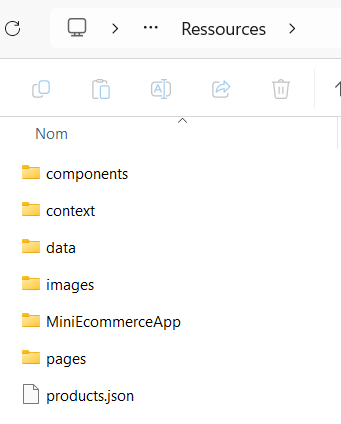 Ressources
Nom
components
context
data
images
MiniEcommerceApp
pages
products.json